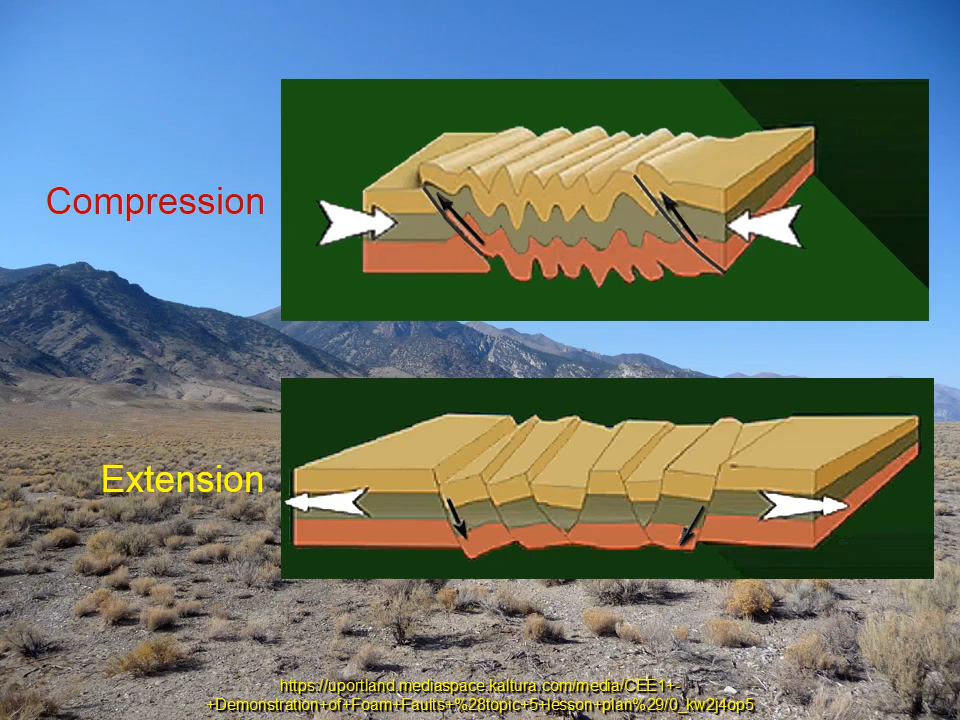 Compression
Extension
https://uportland.mediaspace.kaltura.com/media/CEE1+-
+Demonstration+of+Foam+Faults+%28topic+5+lesson+plan%29/0_kw2j4op5